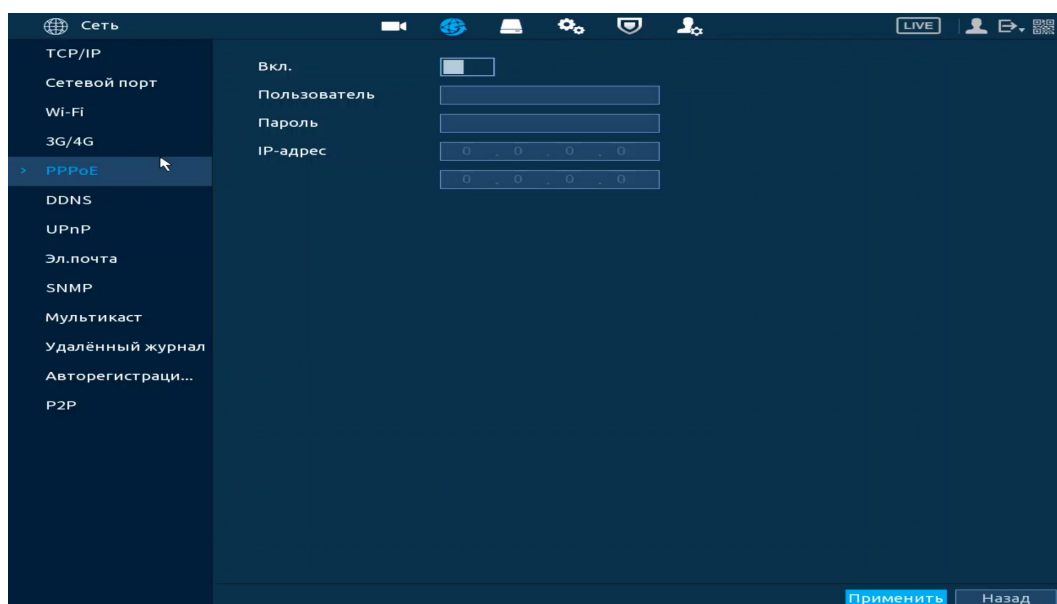 Сеть
LIVE
TCP/IP
Сетевой порт
Wi-Fi
3G/4G
> PPPoE
DDNS
UPnP
Эл.почта
SNMP
Мультикаст
Удалённый журнал
Авторегистраци...
P2P
Вкл.
Пользователь
Пароль
IP-адрес
0 . 0 . 0 . 0
0 . 0 . 0 . 0
Применить
Назад